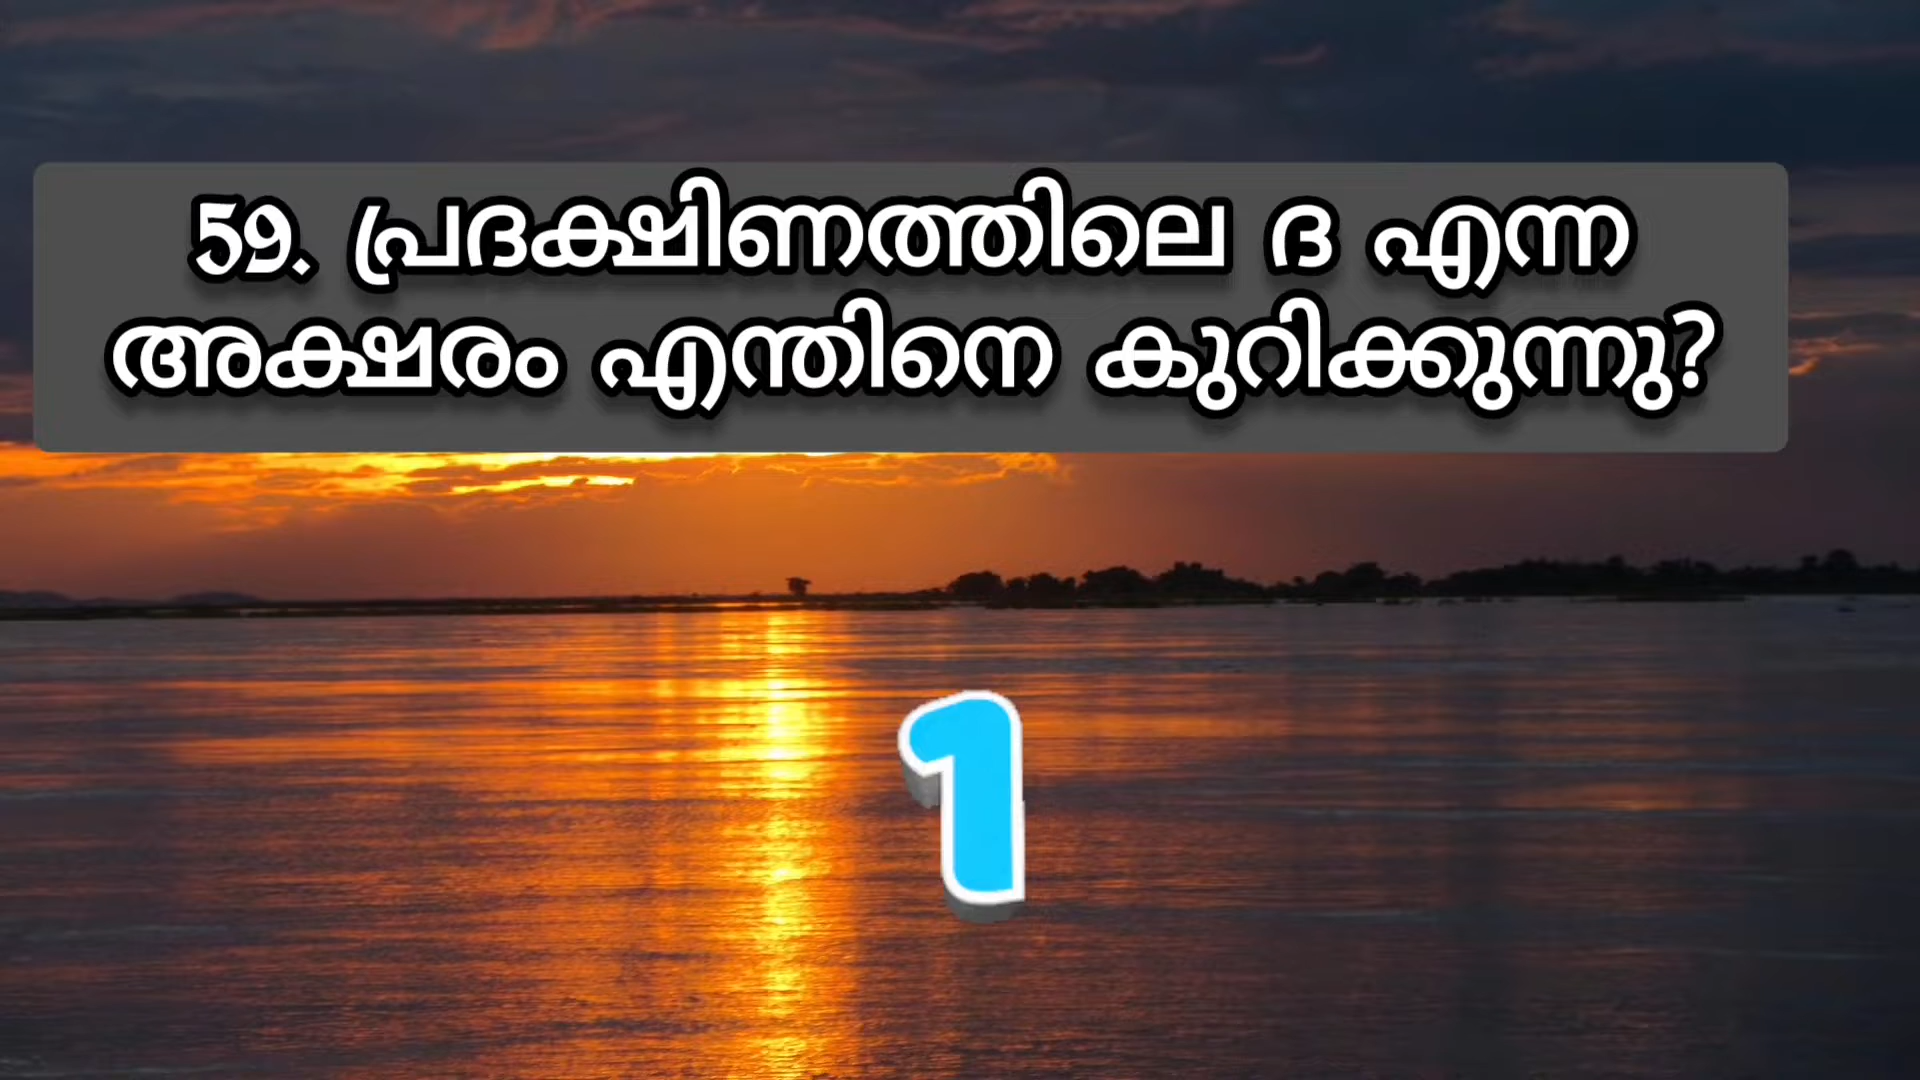 59. പ്രദക്ഷിണത്തിലെ ദ എന്ന
അക്ഷരം എന്തിനെ കുറിക്കുന്നു?
1